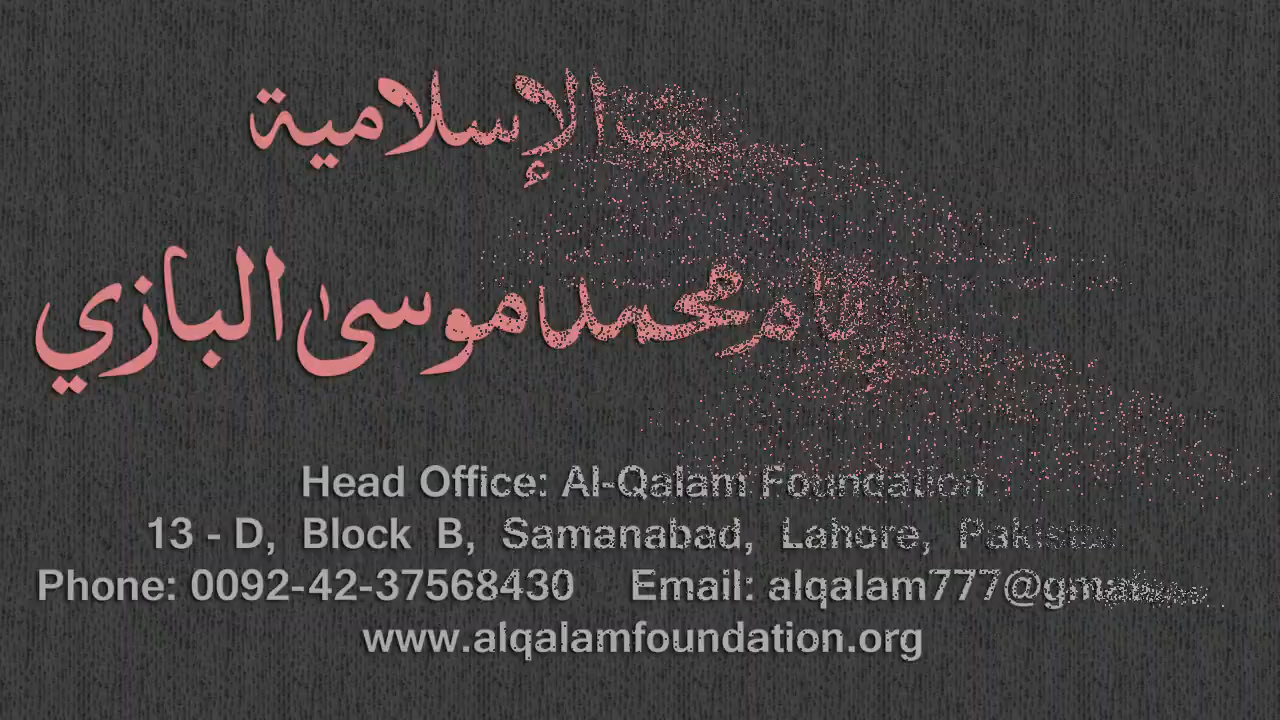 الإسلامية
محمد موسىٰ البازي
Head Office: Al-Qalam Foundation
13 - D, Block B, Samanabad, Lahore, Pakistan
Phone: 0092-42-37568430 Email:
www.alqalamfoundation.org